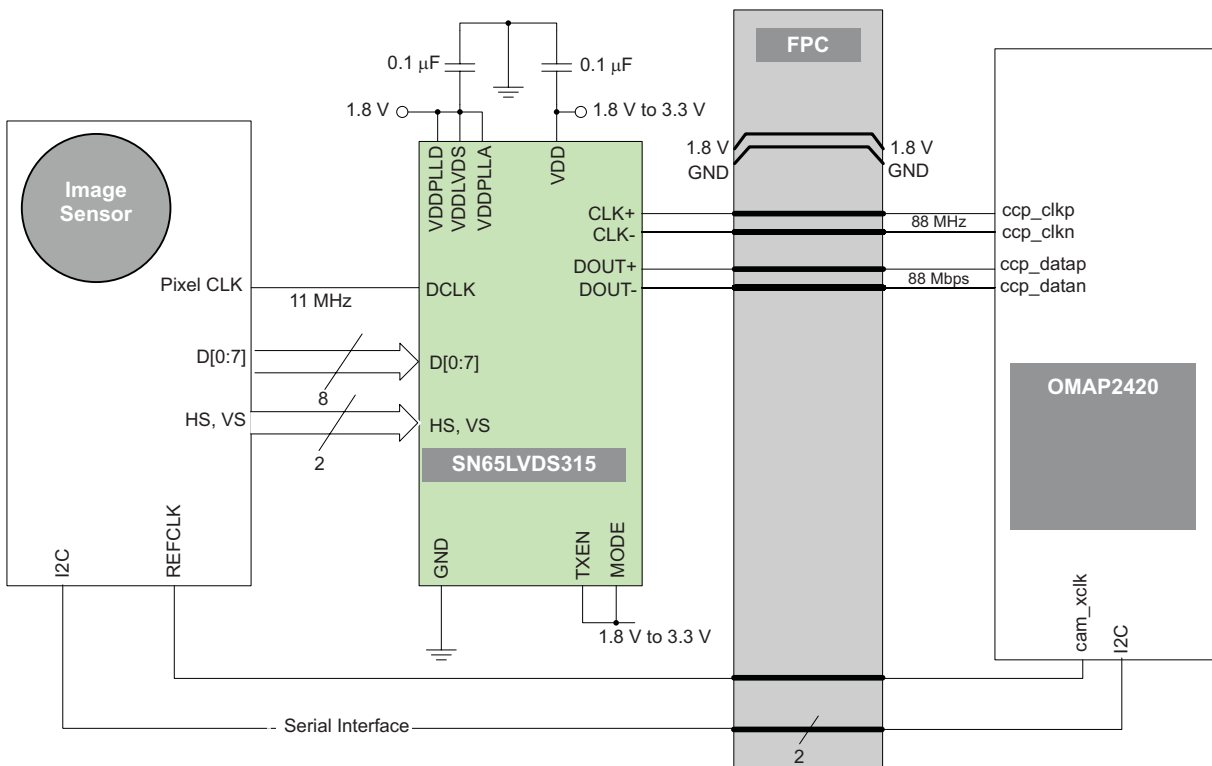 FPC
0.1 µF
0.1 µF
1.8 V
1.8 V to 3.3 V
1.8 V
GND
1.8 V
GND
Image
Sensor
VDDPLLD
VDDLVDS
VDDPLLA
VDD
CLK+
CLK-
88 MHz
ccp_clkp
ccp_clkn
DOUT+
DOUT-
88 Mbps
ccp_datap
ccp_datan
Pixel CLK
11 MHz
DCLK
D[0:7]
8
D[0:7]
HS, VS
2
HS, VS
SN65LVDS315
OMAP2420
I2C
REFCLK
GND
TXEN
MODE
1.8 V to 3.3 V
cam_xclk
I2C
Serial Interface
2